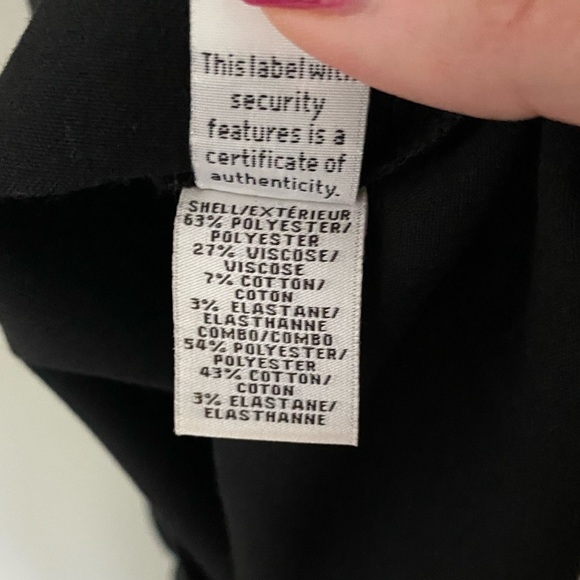 This label with
security
features is a
certificate of
authenticity.
SHELL/EXTÉRIEUR
63% POLYESTER/
POLYESTER
27% VISCOSE/
VISCOSE
7% COTTON/
COTON
3% ELASTANE/
ELASTHANNE
COMBO/COMBO
54% POLYESTER/
POLYESTER
43% COTTON/
COTON
3% ELASTANE/
ELASTHANNE